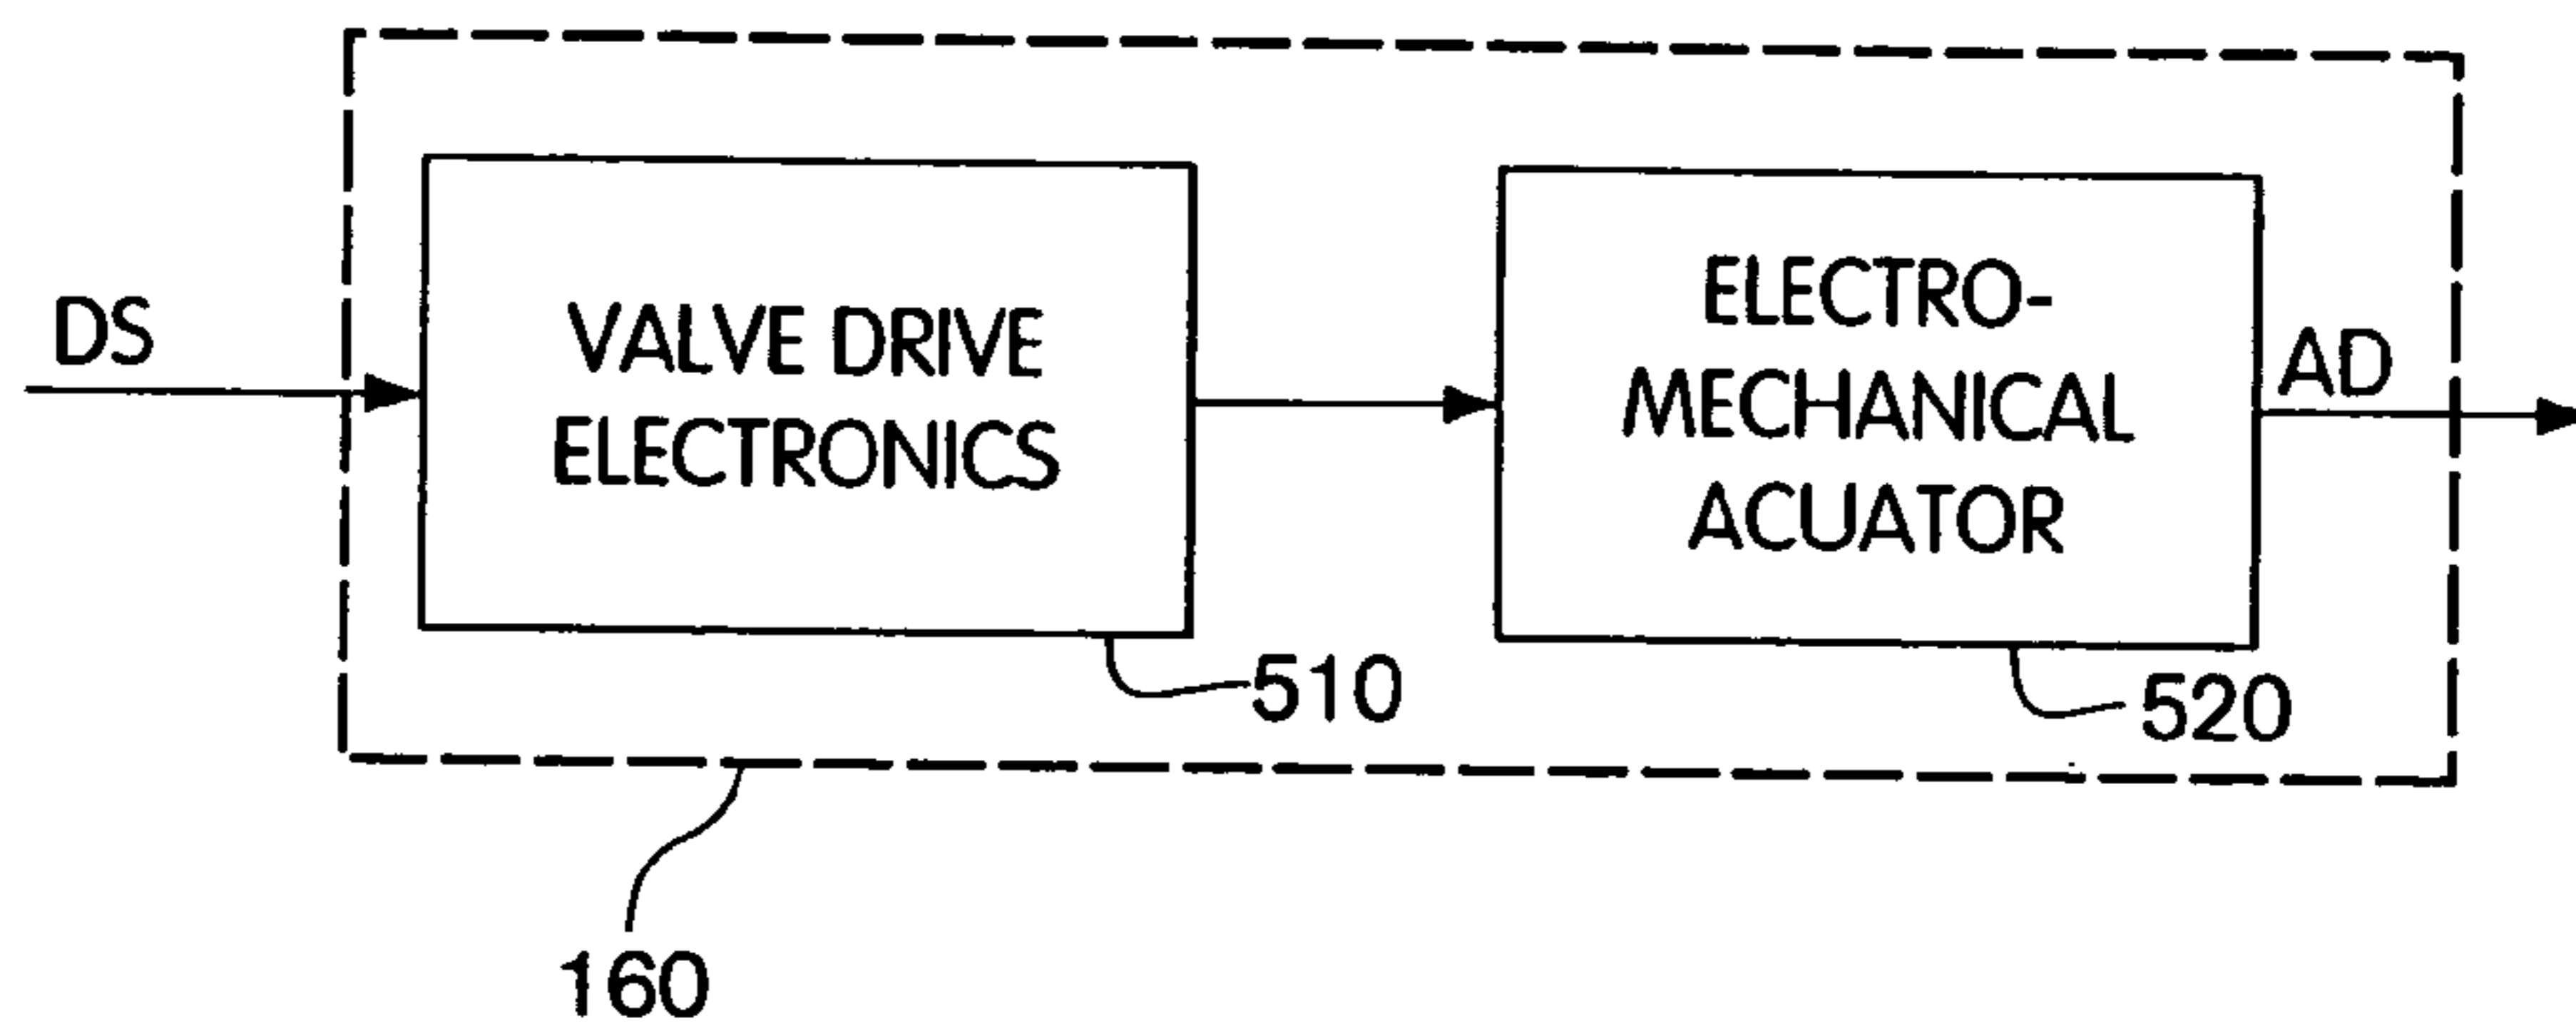 DS
VALVE DRIVE
ELECTRONICS
ELECTRO-
MECHANICAL
ACUATOR
AD
510
520
160